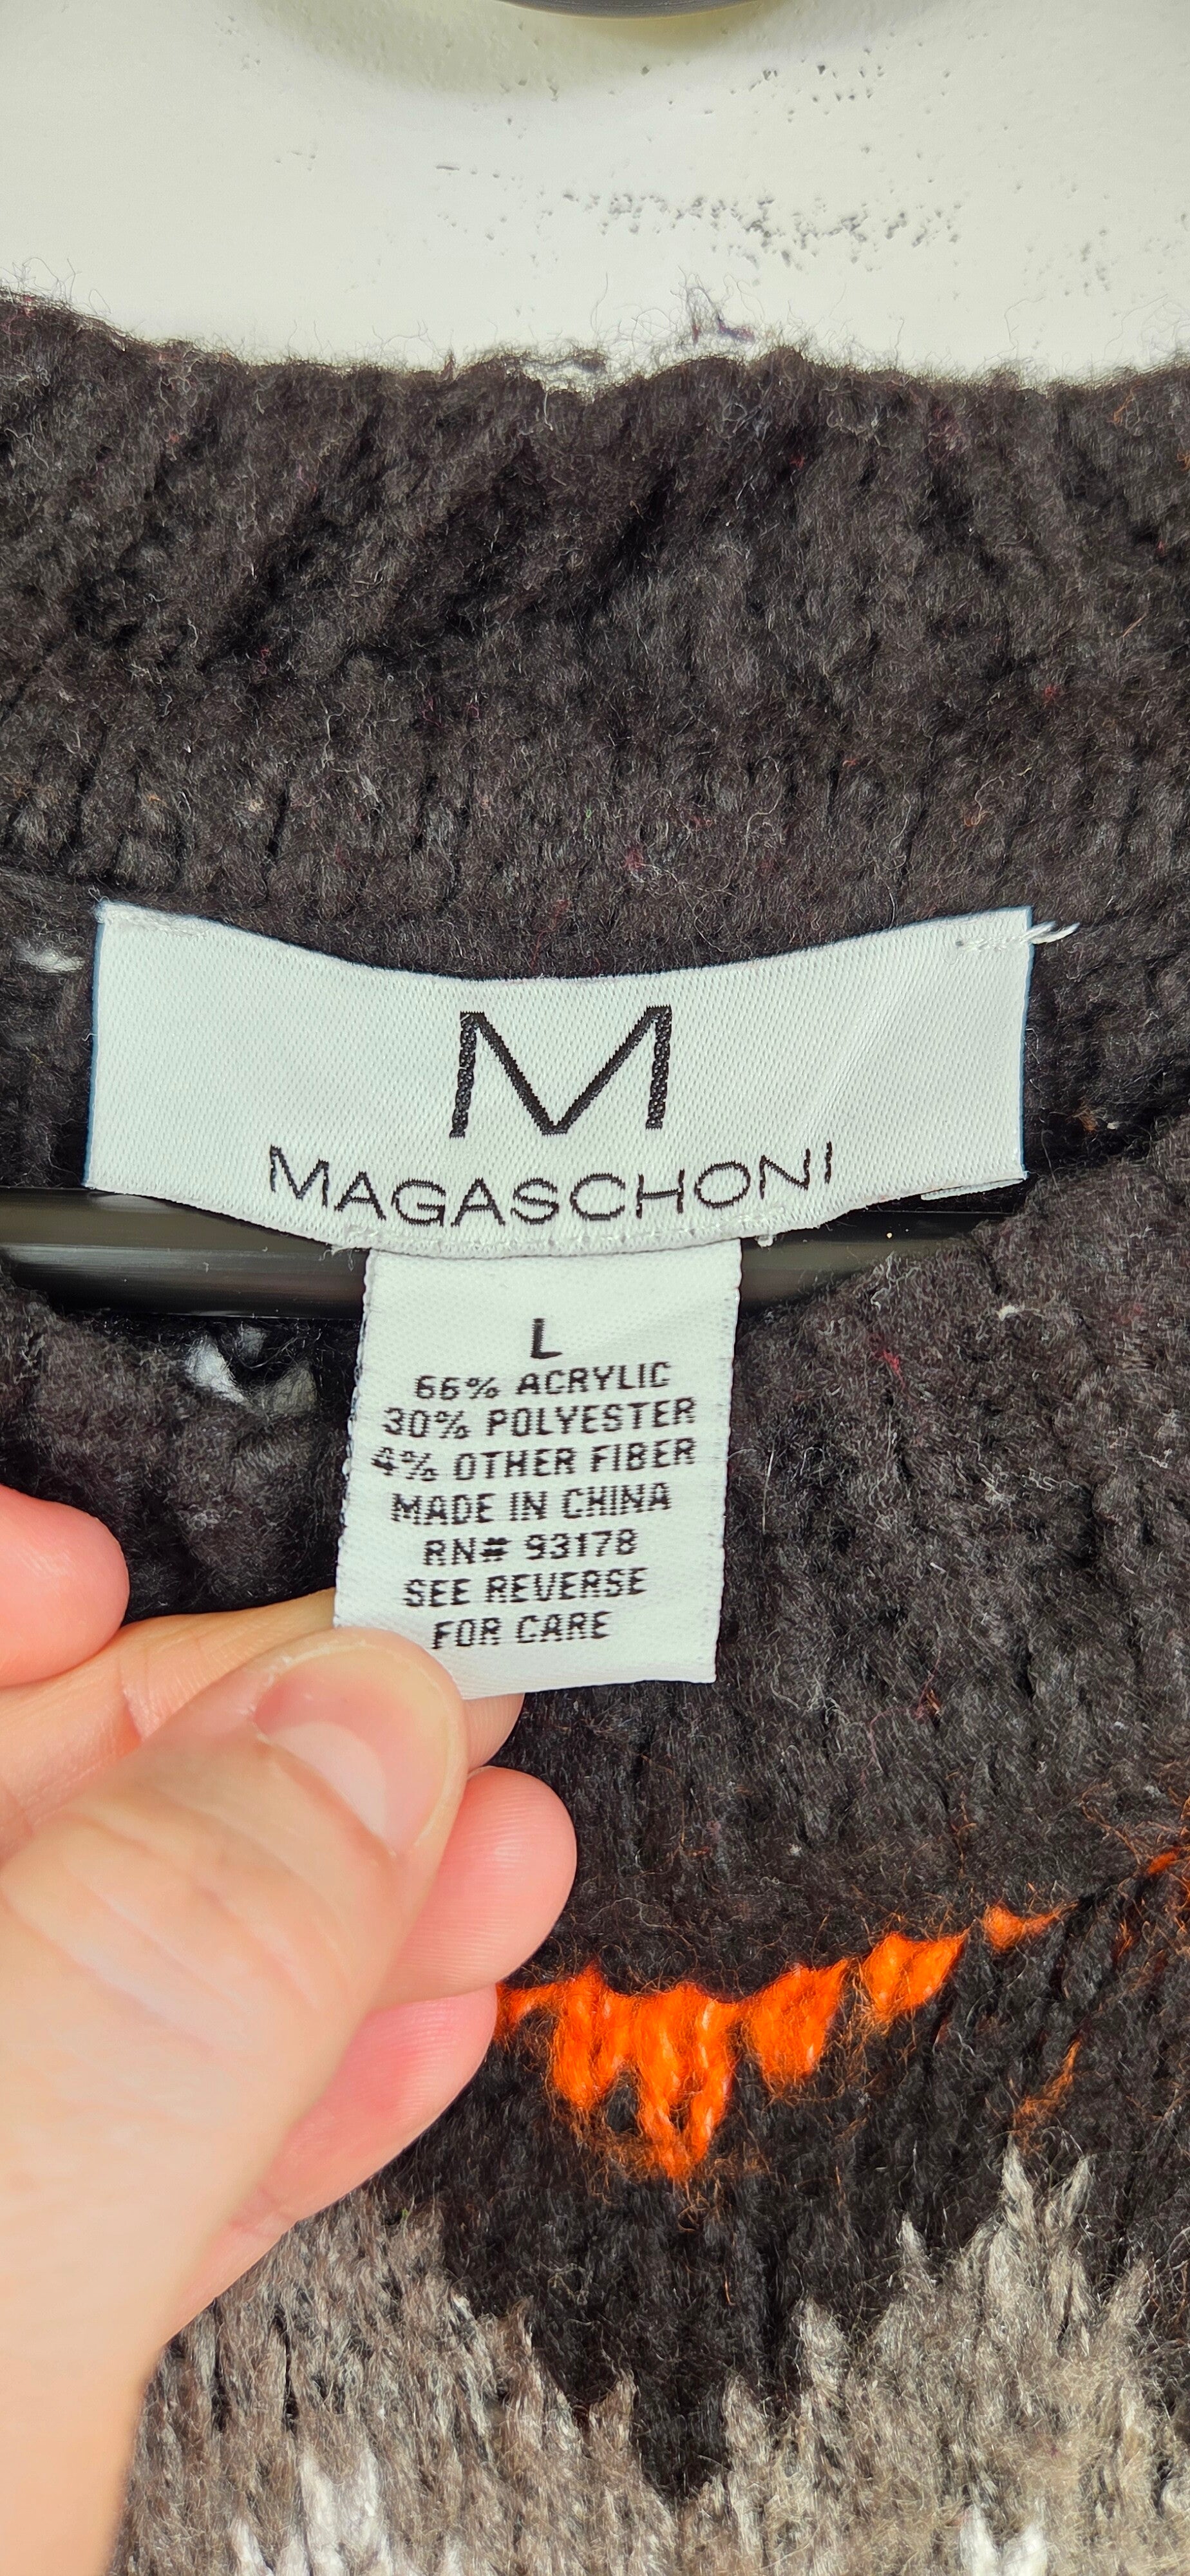 M
MAGASCHONI
L
66% ACRYLIC
30% POLYESTER
4% OTHER FIBER
MADE IN CHINA
RN# 93178
SEE REVERSE
FOR CARE